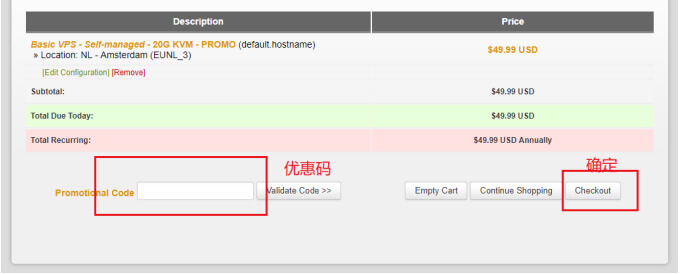 Description Price
Basic VPS - Self-managed - 20G KVM - PROMO (default.hostname) $49.99 USD
» Location: NL - Amsterdam (EUNL_3)
[Edit Configuration] [Remove]
Subtotal: $49.99 USD
Total Due Today: $49.99 USD
Total Recurring: $49.99 USD Annually
优惠码 确定
Promotional Code Validate Code >> Empty Cart Continue Shopping Checkout